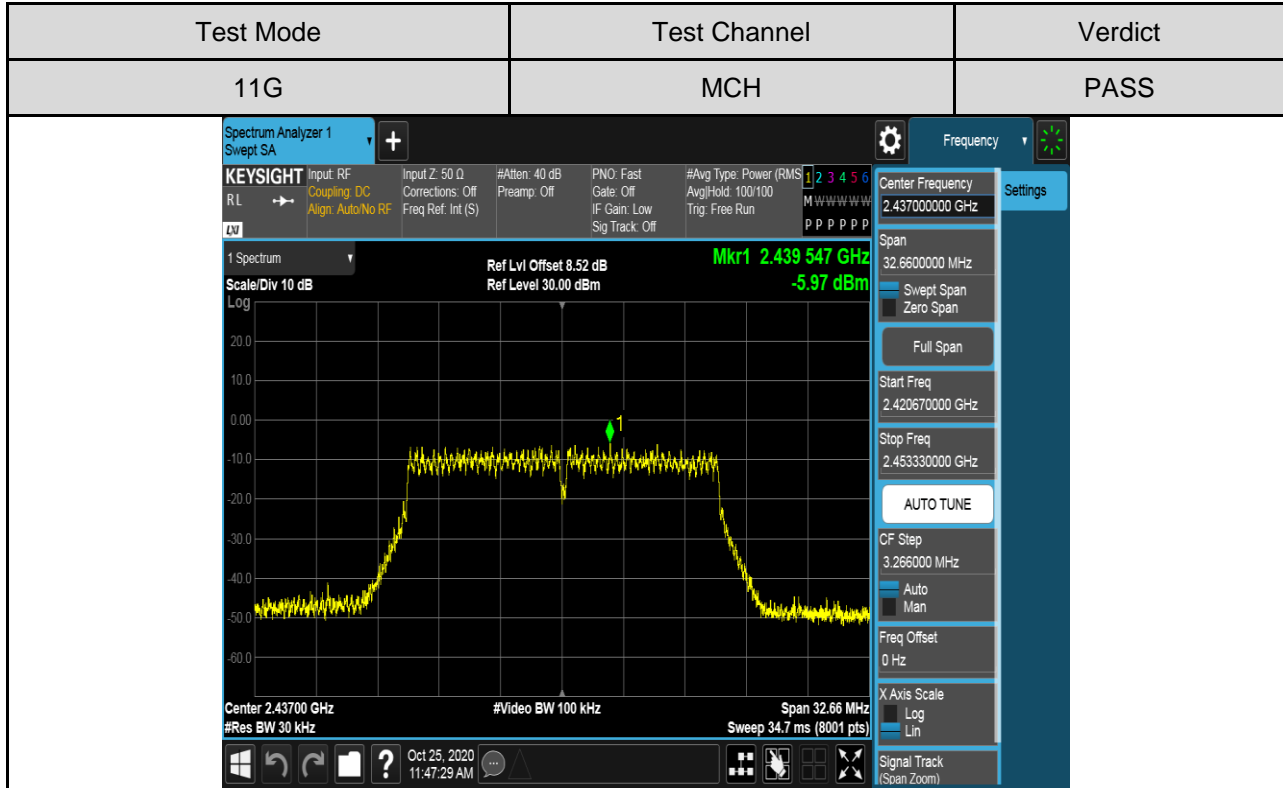 Test Mode Test Channel Verdict
11G MCH PASS
Spectrum Analyzer 1
Swept SA
+
Frequency
KEYSIGHT
RL
LXI
Input: RF
Coupling: DC
Align: Auto/No RF
Input Z: 50 Ω
Corrections: Off
Freq Ref: Int (S)
#Atten: 40 dB
Preamp: Off
PNO: Fast
Gate: Off
IF Gain: Low
Sig Track: Off
#Avg Type: Power (RMS
Avg|Hold: 100/100
Trig: Free Run
1 2 3 4 5 6
M W W W W W
P P P P P P
1 Spectrum
Scale/Div 10 dB
Ref Lvl Offset 8.52 dB
Ref Level 30.00 dBm
Mkr1 2.439 547 GHz
-5.97 dBm
Log
20.0
10.0
0.00
-10.0
-20.0
-30.0
-40.0
-50.0
-60.0
1
Center 2.43700 GHz
#Res BW 30 kHz
#Video BW 100 kHz
Span 32.66 MHz
Sweep 34.7 ms (8001 pts)
?
Oct 25, 2020
11:47:29 AM
Center Frequency
2.437000000 GHz
Settings
Span
32.6600000 MHz
Swept Span
Zero Span
Full Span
Start Freq
2.420670000 GHz
Stop Freq
2.453330000 GHz
AUTO TUNE
CF Step
3.266000 MHz
Auto
Man
Freq Offset
0 Hz
X Axis Scale
Log
Lin
Signal Track
(Span Zoom)